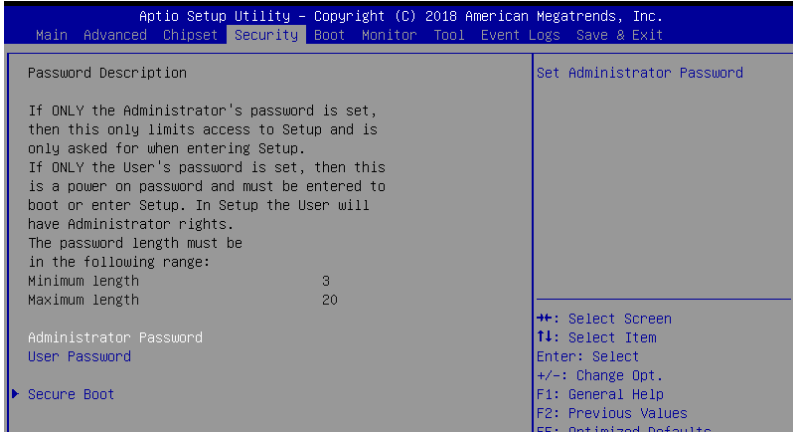 Aptio Setup Utility – Copyright (C) 2018 American Megatrends, Inc.
Main Advanced Chipset Security Boot Monitor Tool Event Logs Save & Exit
Password Description
If ONLY the Administrator's password is set,
then this only limits access to Setup and is
only asked for when entering Setup.
If ONLY the User's password is set, then this
is a power on password and must be entered to
boot or enter Setup. In Setup the User will
have Administrator rights.
The password length must be
in the following range:
Minimum length 3
Maximum length 20
Administrator Password
User Password
Secure Boot
Set Administrator Password
→←: Select Screen
↑↓: Select Item
Enter: Select
+/-: Change Opt.
F1: General Help
F2: Previous Values
Optimized Defaults